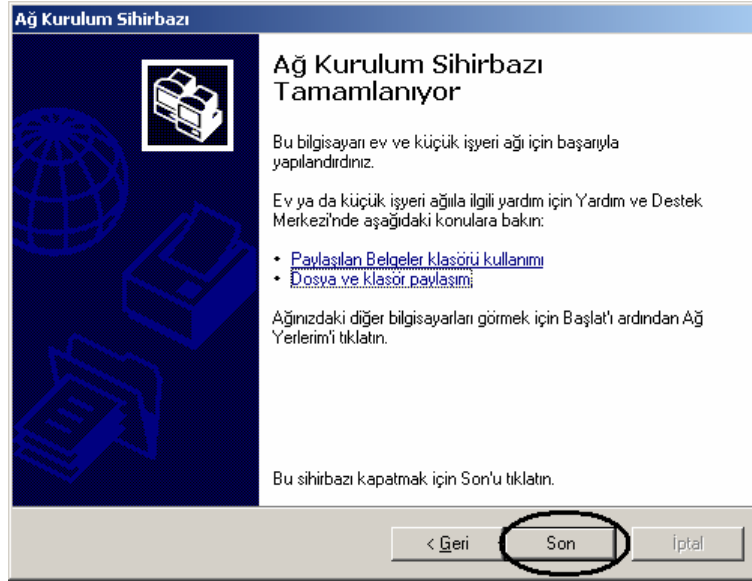 Ağ Kurulum Sihirbazı
Ağ Kurulum Sihirbazı
Tamamlanıyor
Bu bilgisayarı ev ve küçük işyeri ağı için başarıyla
yapılandırdınız.
Ev ya da küçük işyeri ağııla ilgili yardım için Yardım ve Destek
Merkezi'nde aşağıdaki konulara bakın:
• Paylaşılan Belgeler klasörü kullanımı
• Dosya ve klasör paylaşımı
Ağınızdaki diğer bilgisayarları görmek için Başlat'ı ardından Ağ
Yerlerim'i tıklatın.
Bu sihirbazı kapatmak için Son'u tıklatın.
< Geri
Son
İptal